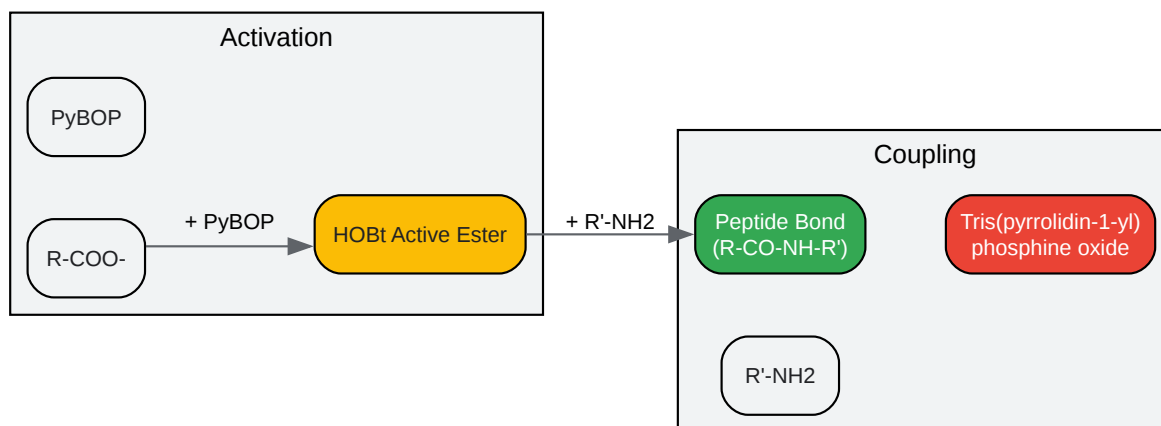 Activation
PyBOP
R-COO-
+ PyBOP
HOBt Active Ester
+ R'-NH2
Coupling
Peptide Bond
(R-CO-NH-R')
Tris(pyrrolidin-1-yl)
phosphine oxide
R'-NH2